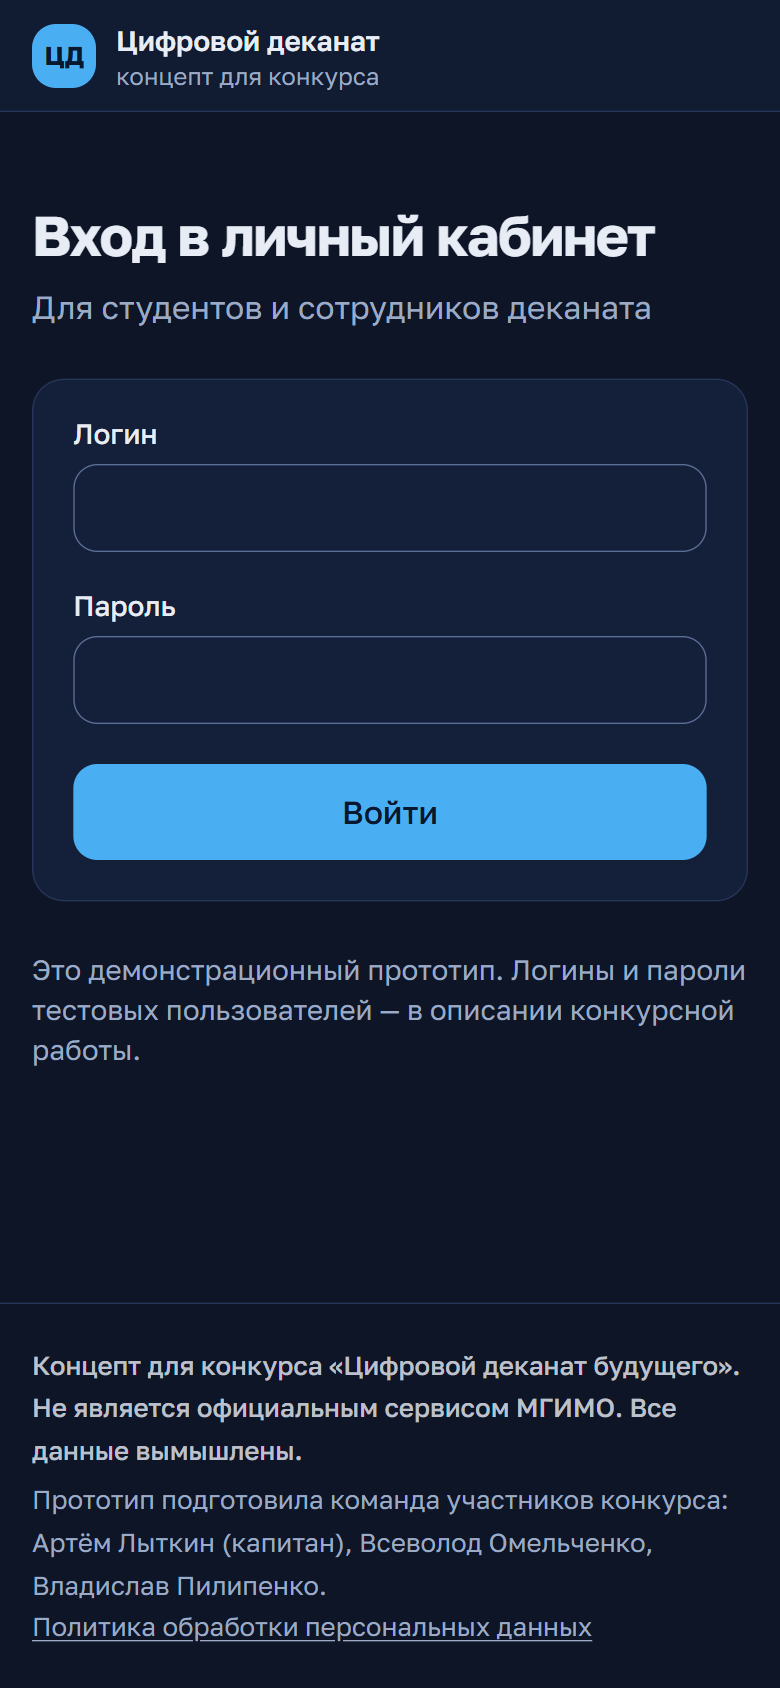 ЦД
Цифровой деканат
концепт для конкурса
Вход в личный кабинет
Для студентов и сотрудников деканата
Логин
Пароль
Войти
Это демонстрационный прототип. Логины и пароли
тестовых пользователей — в описании конкурсной
работы.
Концепт для конкурса «Цифровой деканат будущего».
Не является официальным сервисом МГИМО. Все
данные вымышлены.
Прототип подготовила команда участников конкурса:
Артём Лыткин (капитан), Всеволод Омельченко,
Владислав Пилипенко.
Политика обработки персональных данных